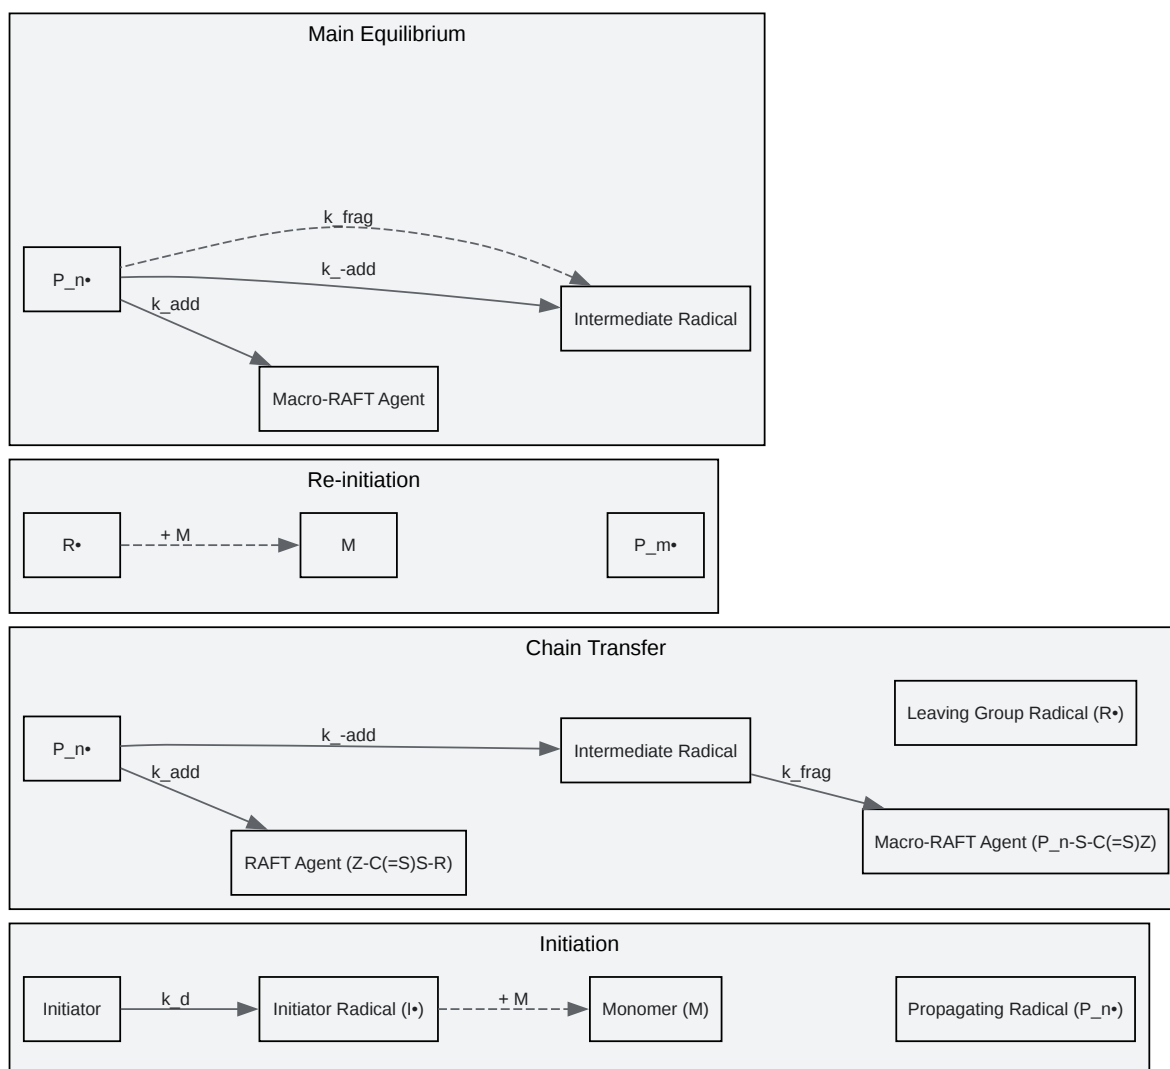 Main Equilibrium
k_frag
k_-add
P_n•
k_add
Intermediate Radical
Macro-RAFT Agent
Re-initiation
R•
+ M
M
P_m•
Chain Transfer
Leaving Group Radical (R•)
P_n•
k_-add
Intermediate Radical
k_add
k_frag
RAFT Agent (Z-C(=S)S-R)
Macro-RAFT Agent (P_n-S-C(=S)Z)
Initiation
Initiator
k_d
Initiator Radical (I•)
+ M
Monomer (M)
Propagating Radical (P_n•)